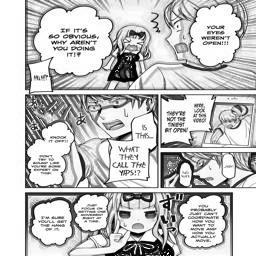 YOUR
EYES
WEREN'T
OPEN!!!
IF IT'S
SO OBVIOUS,
WHY AREN'T
YOU DOING
IT!?
HERE,
LOOK AT
THIS
VIDEO!
THEY'RE
NOT THE
TINIEST
BIT OPEN!
IS
THIS...
WHAT
THEY
CALL THE
YIPS!?
KNOCK
IT OFF!!
DON'T
TRY TO
SOUND LIKE
YOU'RE SOME
EXPERT ON
THIS!
YOU
PROBABLY
JUST CAN'T
COORDINATE
HOW YOU
WANT TO
MOVE AND
HOW YOU
ACTUALLY
MOVE.
JUST
FOCUS ON
GETTING ONE
MOVEMENT
RIGHT AT
A TIME.
I'M SURE
YOU'LL GET
THE HANG
OF IT.